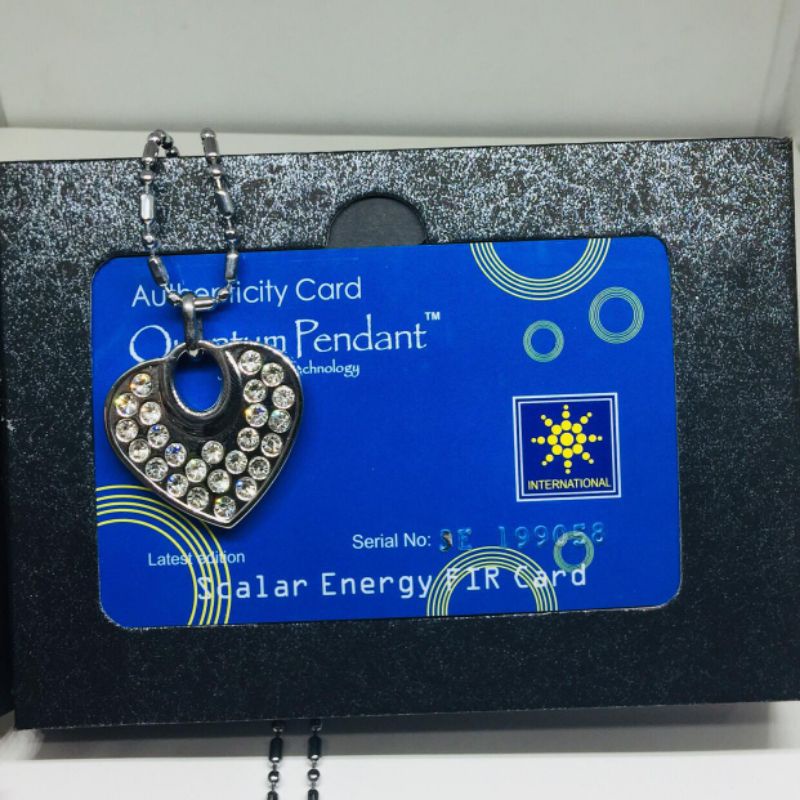 Authenticity Card
Quantum Pendant™
INTERNATIONAL
Serial No: 199058
Latest edition
Scalar Energy FIR Card